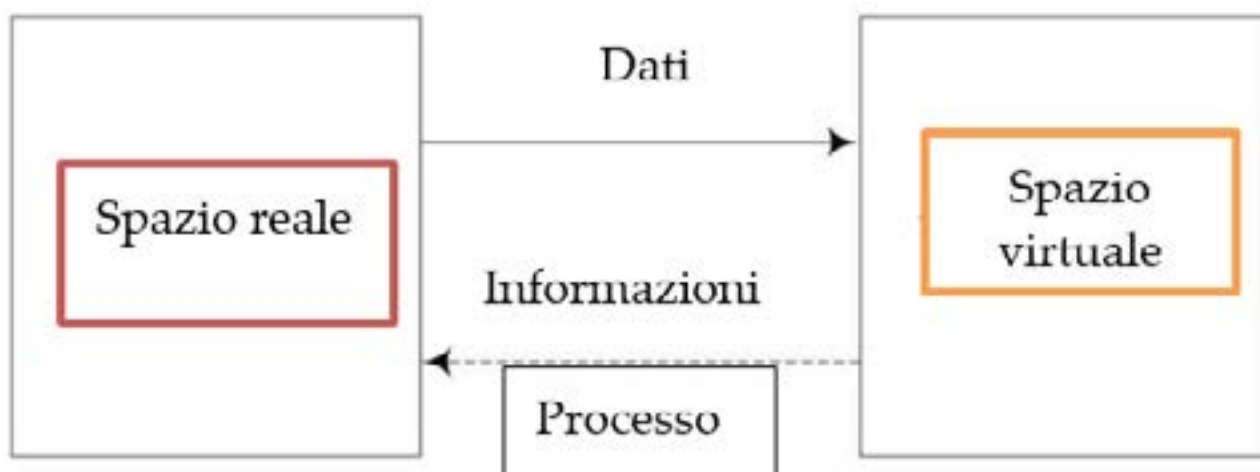 Dati
Spazio reale
Spazio
virtuale
Informazioni
Processo